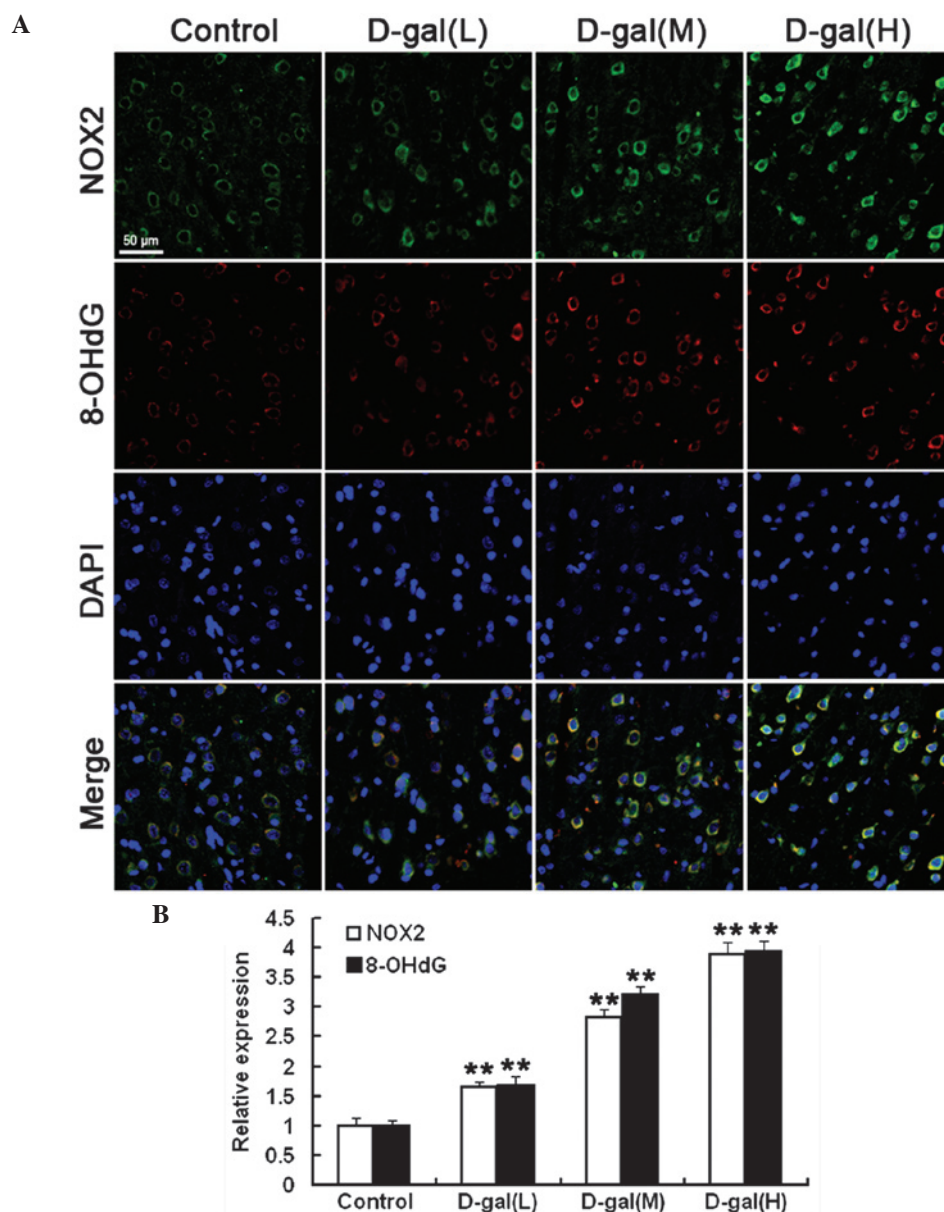 A
Control D-gal(L) D-gal(M) D-gal(H)
NOX2
50 µm
8-OHdG
DAPI
Merge
B
Relative expression
4.5
4
3.5
3
2.5
2
1.5
1
0.5
0
NOX2
8-OHdG
** **
** **
** **
Control D-gal(L) D-gal(M) D-gal(H)